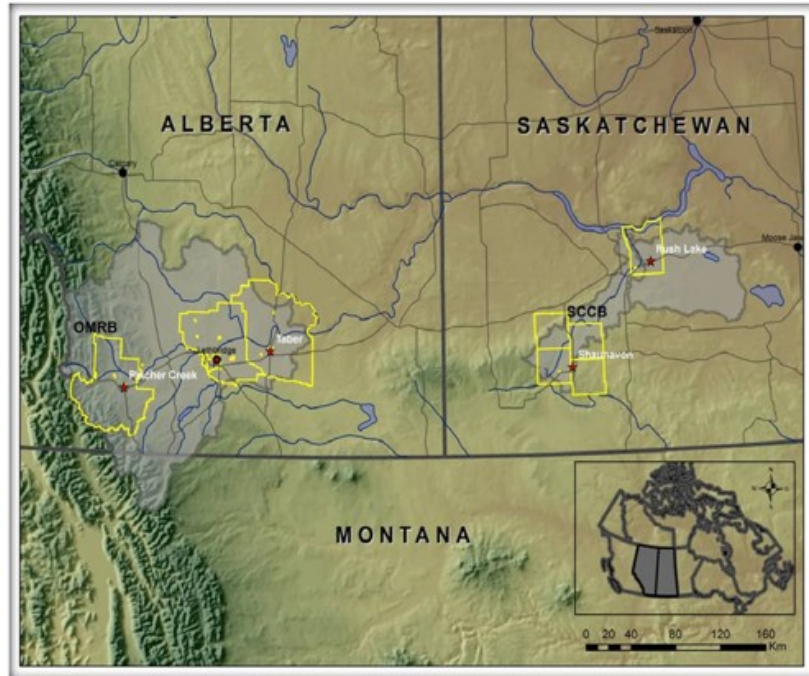 Saskatoon
ALBERTA
SASKATCHEWAN
Calgary
Rush Lake
Moose Jaw
SCCB
OMRB
Taber
Shaunavon
Pincher Creek
MONTANA
0 20 40 80 120 160
Km